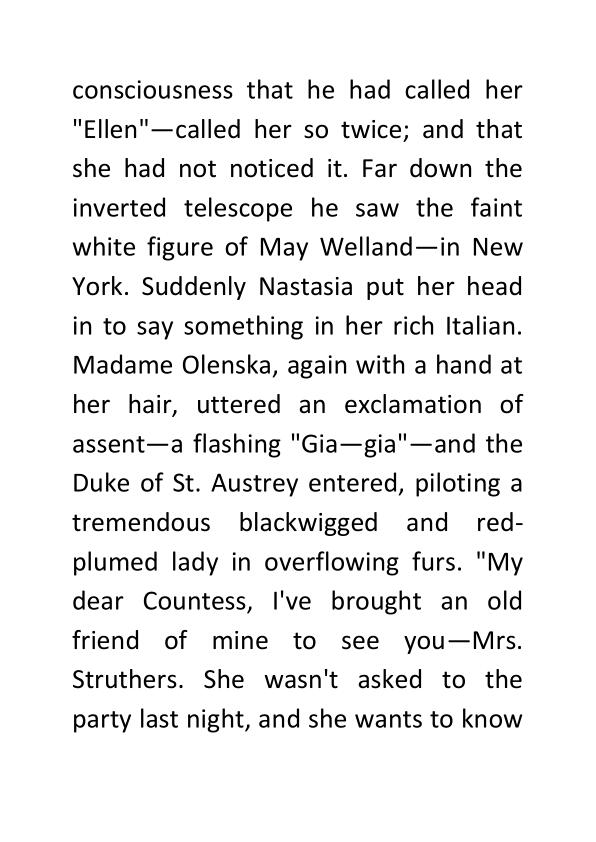 consciousness that he had called her
"Ellen"—called her so twice; and that
she had not noticed it. Far down the
inverted telescope he saw the faint
white figure of May Welland—in New
York. Suddenly Nastasia put her head
in to say something in her rich Italian.
Madame Olenska, again with a hand at
her hair, uttered an exclamation of
assent—a flashing "Gia—gia"—and the
Duke of St. Austrey entered, piloting a
tremendous blackwigged and red-
plumed lady in overflowing furs. "My
dear Countess, I've brought an old
friend of mine to see you—Mrs.
Struthers. She wasn't asked to the
party last night, and she wants to know